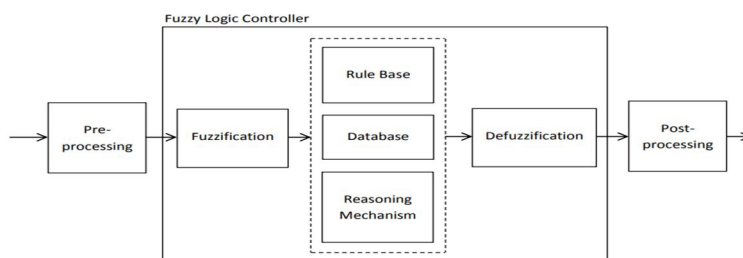 Fuzzy Logic Controller
Pre-
processing
Fuzzification
Rule Base
Database
Reasoning
Mechanism
Defuzzification
Post-
processing